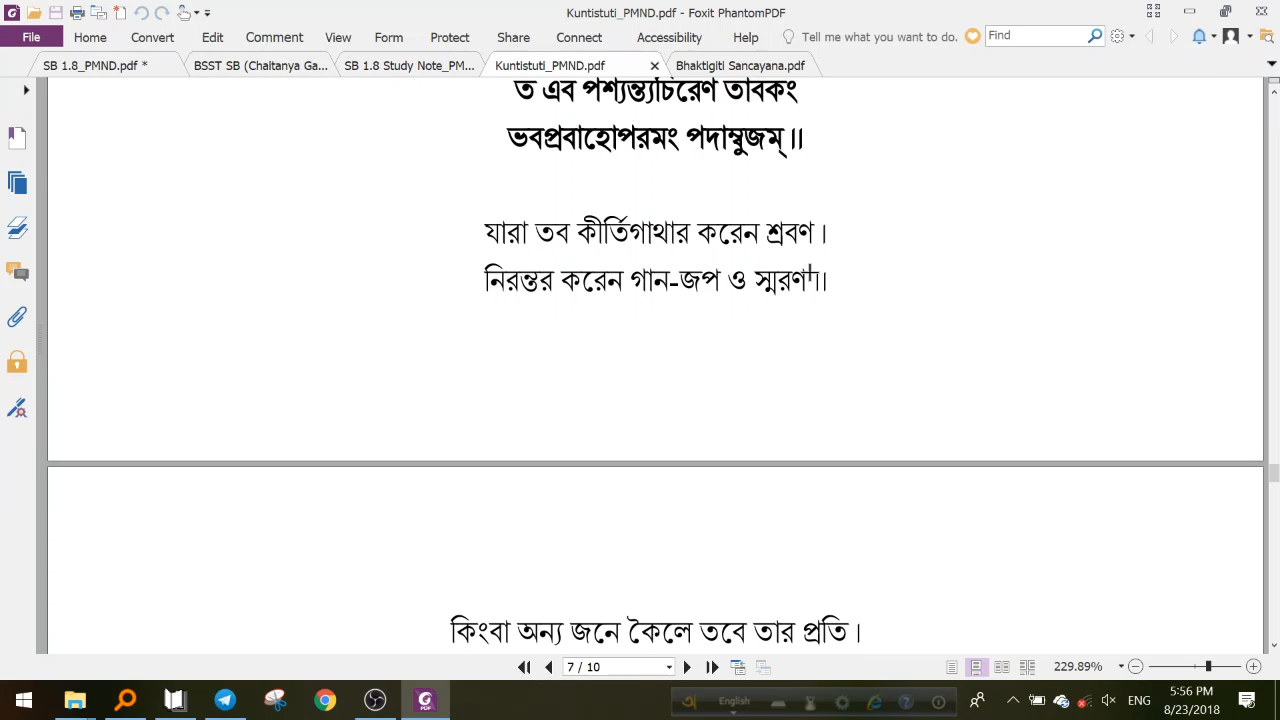 Kuntistuti_PMND.pdf - Foxit PhantomPDF
File Home Convert Edit Comment View Form Protect Share Connect Accessibility Help Tell me what you want to do. Find
SB 1.8_PMND.pdf * BSST SB (Chaitanya Ga... SB 1.8 Study Note_PM... Kuntistuti_PMND.pdf Bhaktigiti Sancayana.pdf
ত এব পশ্যন্ত্যচিরেণ তাবকং
ভবপ্রবাহোপরমং পদাম্বুজম্॥
যারা তব কীর্তিগাথার করেন শ্রবণ।
নিরন্তর করেন গান-জপ ও স্মরণ॥
কিংবা অন্য জনে কৈলে তবে তার প্রতি।
7 / 10 229.89%
English ENG 5:56 PM
8/23/2018